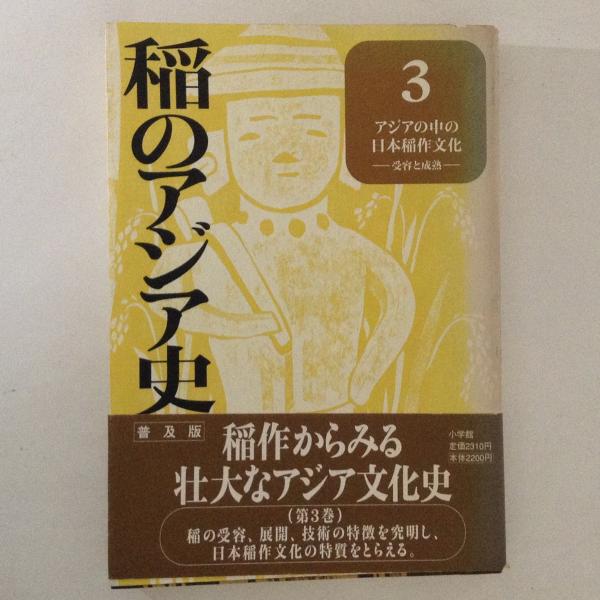 稲のアジア史
3
アジアの中の
日本稲作文化
—受容と成熟—
普及版
稲作からみる
壮大なアジア文化史
(第3巻)
稲の受容、展開、技術の特徴を究明し、
日本稲作文化の特質をとらえる。
小学館
定価2310円
本体2200円